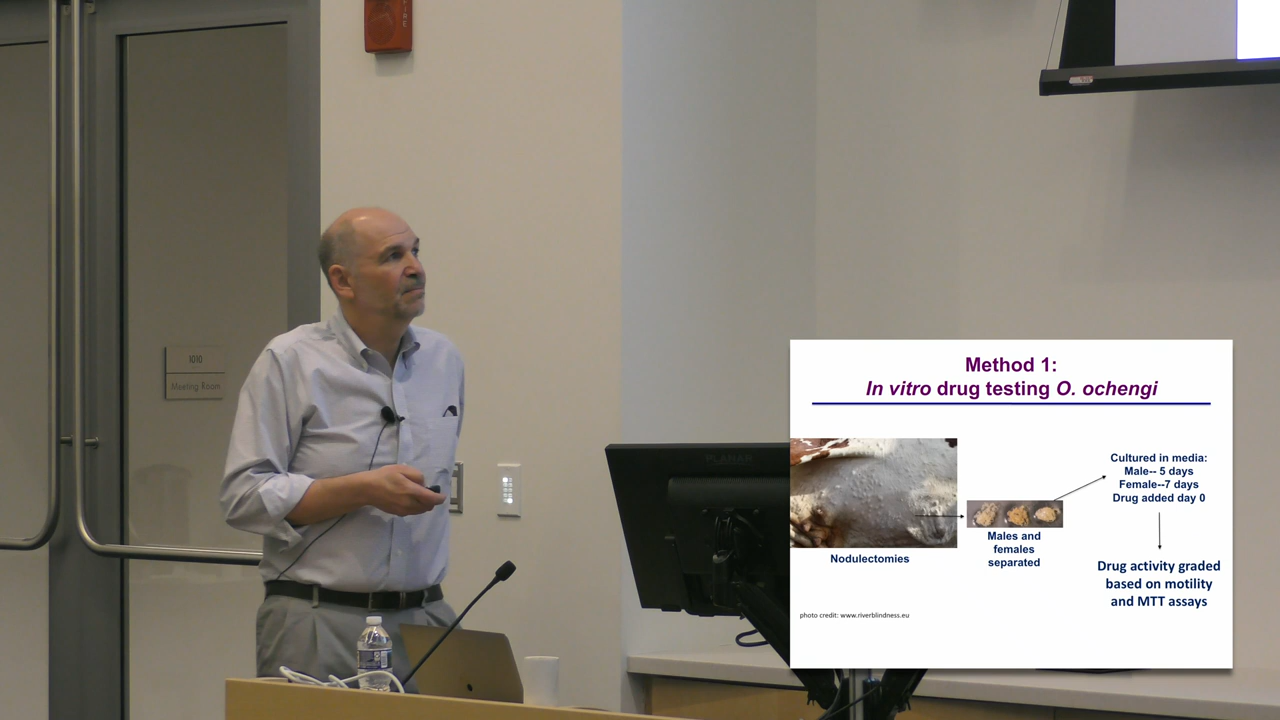 FIRE
1010
Meeting Room
PLANAR
Method 1:
In vitro drug testing O. ochengi
Nodulectomies
Males and
females
separated
Cultured in media:
Male-- 5 days
Female--7 days
Drug added day 0
Drug activity graded
based on motility
and MTT assays
photo credit: www.riverblindness.eu